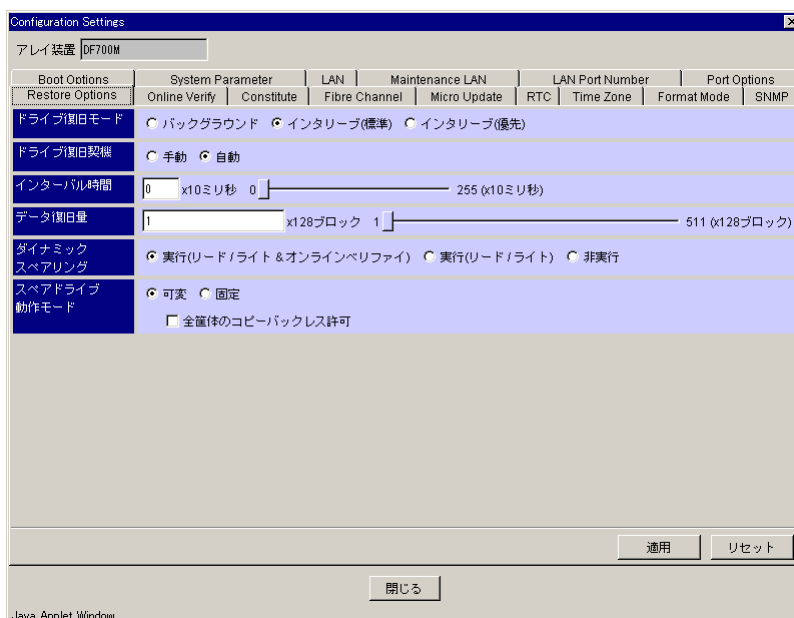 Configuration Settings
アレイ装置 DF700M
Boot Options System Parameter LAN Maintenance LAN LAN Port Number Port Options
Restore Options Online Verify Constitute Fibre Channel Micro Update RTC Time Zone Format Mode SNMP
ドライブ復旧モード バックグラウンド インタリーブ(標準) インタリーブ(優先)
ドライブ復旧契機 手動 自動
インターバル時間 0 x10ミリ秒 0 255 (x10ミリ秒)
データ復旧量 1 x128ブロック 1 511 (x128ブロック)
ダイナミック
スペアリング 実行(リード / ライト & オンラインベリファイ) 実行(リード / ライト) 非実行
スペアドライブ 可変 固定
動作モード
全筐体のコピーバックレス許可
適用 リセット
閉じる
Java Applet Window